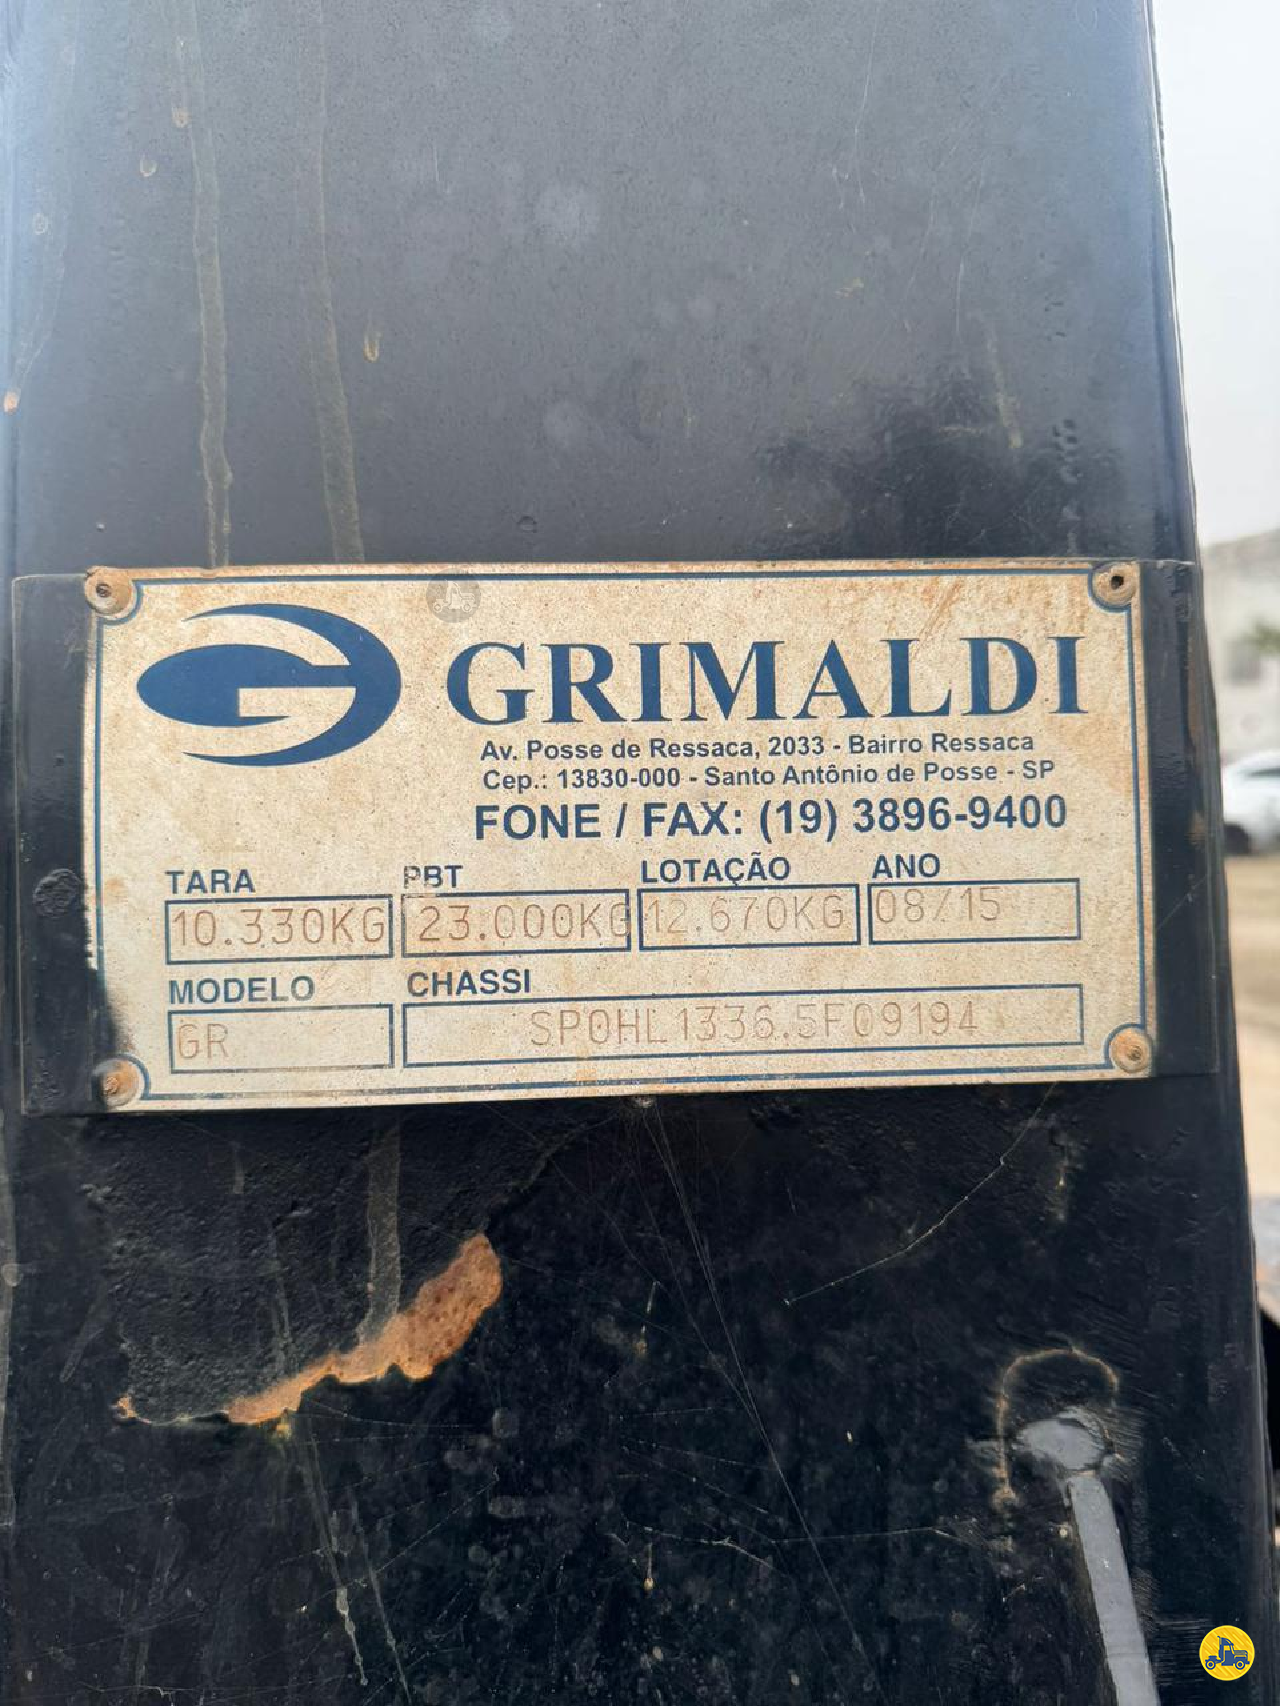 GRIMALDI
Av. Posse de Ressaca, 2033 - Bairro Ressaca
Cep.: 13830-000 - Santo Antônio de Posse - SP
FONE / FAX: (19) 3896-9400
TARA PBT LOTAÇÃO ANO
10.330KG 23.000KG 12.670KG 08/15
MODELO CHASSI
GR SP0HL1336.5F09194